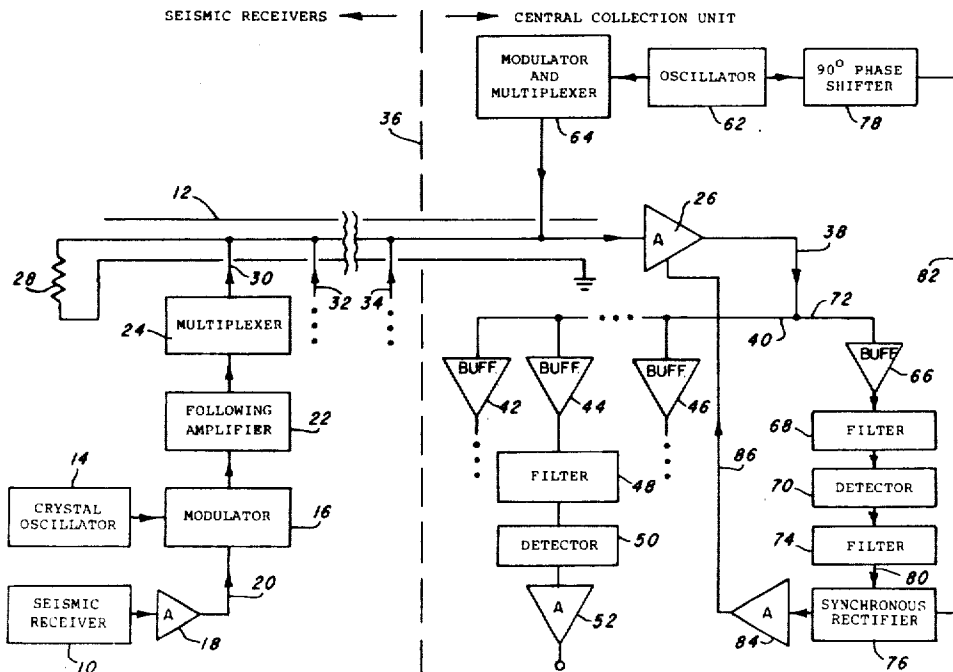 SEISMIC RECEIVERS
CENTRAL COLLECTION UNIT
MODULATOR
AND
MULTIPLEXER
64
OSCILLATOR
62
90° PHASE
SHIFTER
78
36
12
26
A
38
82
28
30
32
34
MULTIPLEXER
24
72
40
BUFF
42
BUFF
44
BUFF
46
BUFF
66
FOLLOWING
AMPLIFIER
22
86
FILTER
68
14
CRYSTAL
OSCILLATOR
MODULATOR
16
FILTER
48
DETECTOR
70
DETECTOR
50
FILTER
74
20
80
SEISMIC
RECEIVER
10
A
18
A
52
A
84
SYNCHRONOUS
RECTIFIER
76